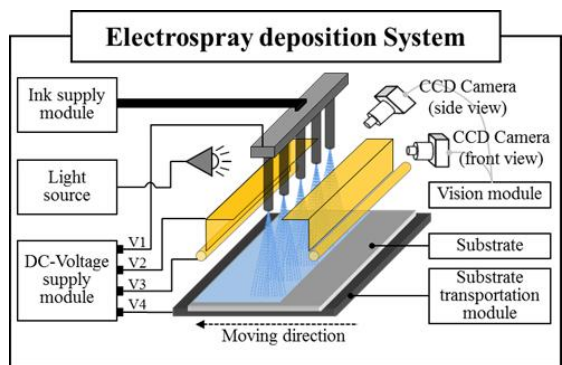 Electrospray deposition System
Ink supply
module
CCD Camera
(side view)
CCD Camera
(front view)
Light
source
Vision module
V1
DC-Voltage
supply
module
V2
V3
V4
Substrate
Substrate
transportation
module
Moving direction